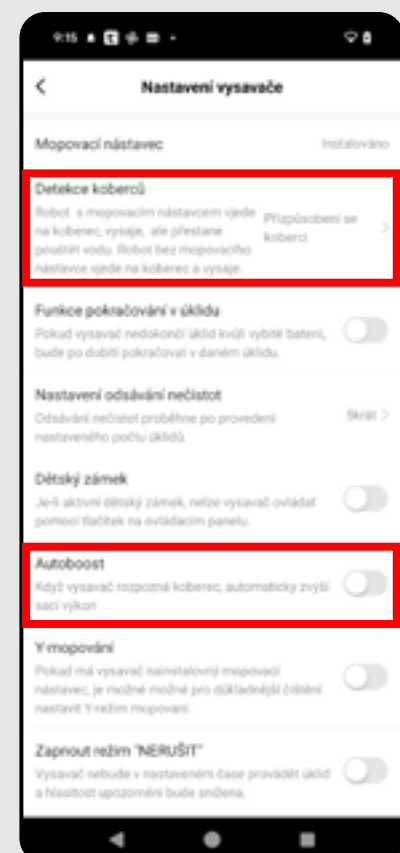 9:15
Nastavení vysavače
Mopovací nástavec Instalováno
Detekce koberců
Robot s mopovacím nástavcem vjede
na koberec, vysaje, ale přestane
pouštět vodu. Robot bez mopovacího
nástavce vjede na koberec a vysaje.
Přizpůsobení se
koberci
Funkce pokračování v úklidu
Pokud vysavač nedokončí úklid kvůli vybité baterii,
bude po dobití pokračovat v daném úklidu.
Nastavení odsávání nečistot
Odsávání nečistot proběhne po provedení
nastaveného počtu úklidů.
5krát
Dětský zámek
Je-li aktivní dětský zámek, nelze vysavač ovládat
pomocí tlačítek na ovládacím panelu.
Autoboost
Když vysavač rozpozná koberec, automaticky zvýší
sací výkon
Y-mopování
Pokud má vysavač nainstalovný mopovací
nástavec, je možné možné pro důkladnější čištění
nastavit Y-režim mopovaní.
Zapnout režim "NERUŠIT"
Vysavač nebude v nastaveném čase provádět úklid
a hlasitost upozornění bude snížena.